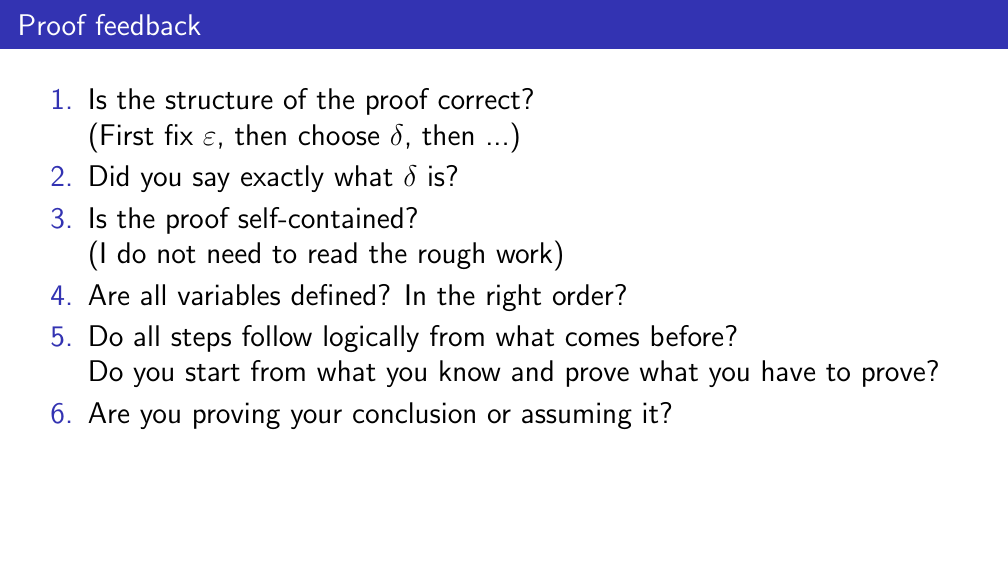 Proof feedback
1. Is the structure of the proof correct?
(First fix ε, then choose δ, then ...)
2. Did you say exactly what δ is?
3. Is the proof self-contained?
(I do not need to read the rough work)
4. Are all variables defined? In the right order?
5. Do all steps follow logically from what comes before?
Do you start from what you know and prove what you have to prove?
6. Are you proving your conclusion or assuming it?